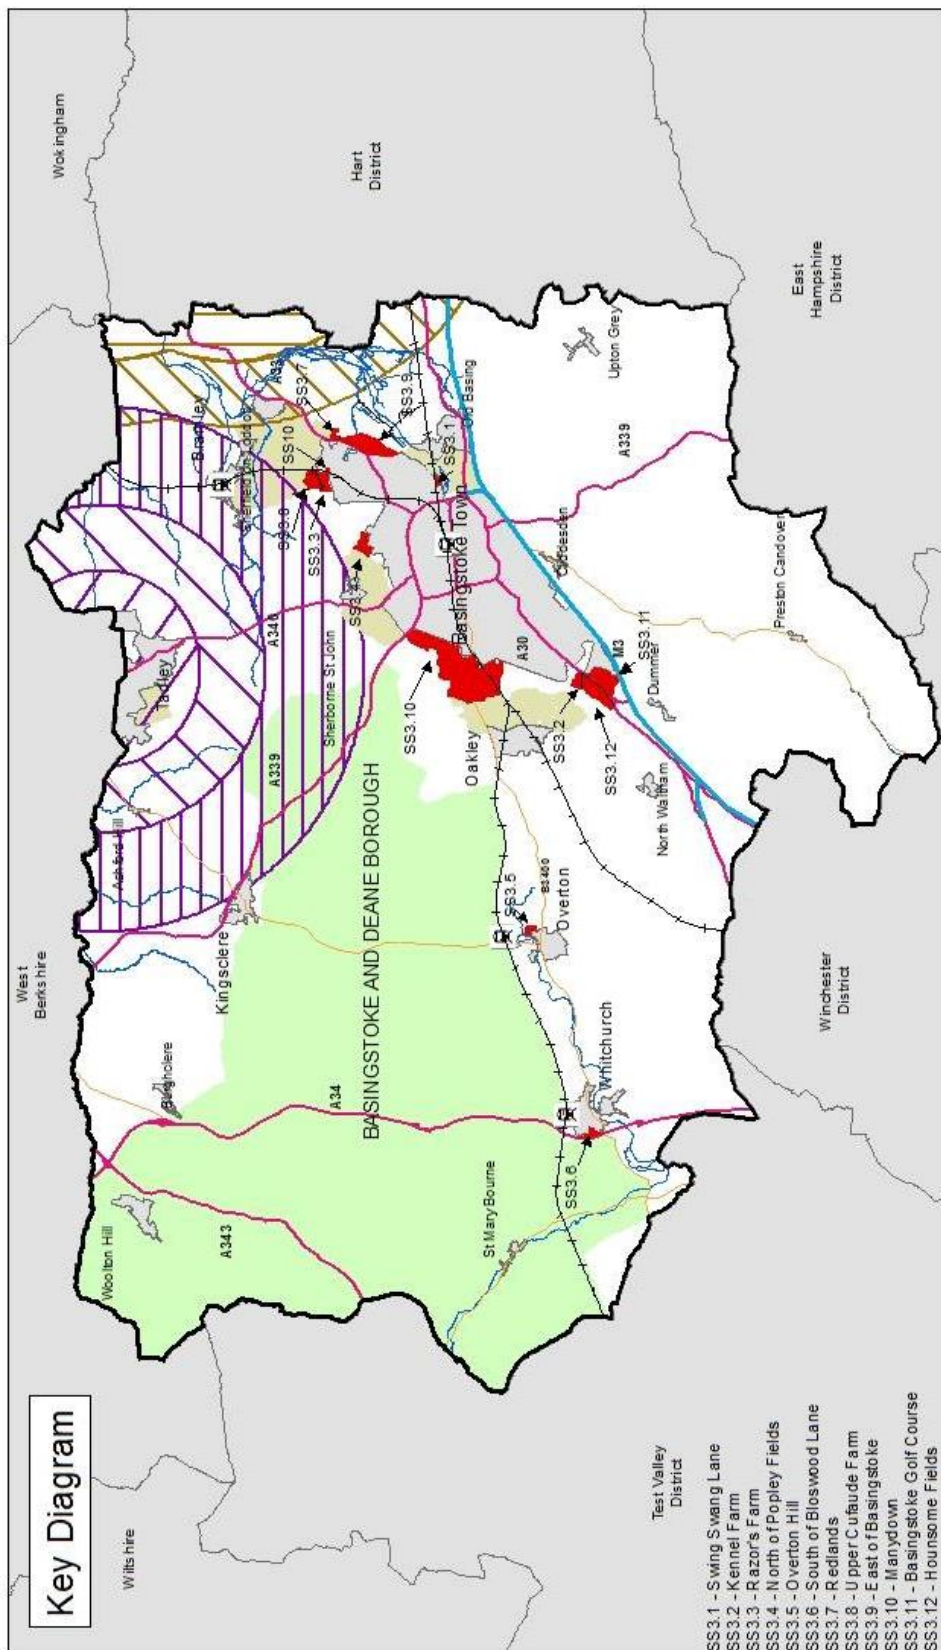 Key Diagram
Wiltshire
West
Berkshire
Wokingham
Hart
District
East
Hampshire
District
Winchester
District
Test Valley
District
BASINGSTOKE AND DEANE BOROUGH
Woolton Hill
Burghclere
Kingsclere
Ashford Hill
Tadley
Bramley
Sherfield on Loddon
Sherborne St John
A343
A34
A339
A340
A33
SS3.7
SS10
SS3.8
SS3.3
SS3.4
SS3.9
SS3.1
Old Basing
Basingstoke Town
SS3.10
Oakley
A30
SS3.2
SS3.12
SS3.11
M3
Dummer
Cliddesden
A339
Upton Grey
Preston Candover
North Waltham
SS3.5
B3400
Overton
Whitchurch
SS3.6
St Mary Bourne
SS3.1 - Swing Swang Lane
SS3.2 - Kennel Farm
SS3.3 - Razor's Farm
SS3.4 - North of Popley Fields
SS3.5 - Overton Hill
SS3.6 - South of Bloswood Lane
SS3.7 - Redlands
SS3.8 - Upper Cufaude Farm
SS3.9 - East of Basingstoke
SS3.10 - Manydown
SS3.11 - Basingstoke Golf Course
SS3.12 - Hounsome Fields